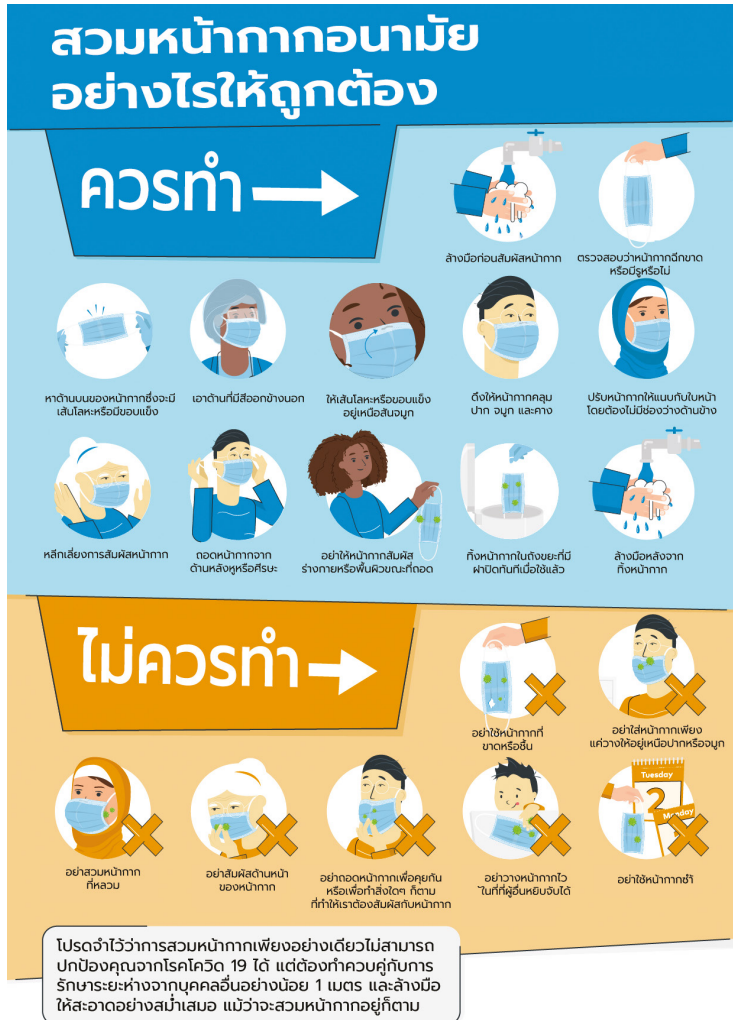 สวมหน้ากากอนามัย
อย่างไรให้ถูกต้อง
ควรทำ
ล้างมือก่อนสัมผัสหน้ากาก
ตรวจสอบว่าหน้ากากฉีกขาด
หรือมีรูหรือไม่
หาด้านบนของหน้ากากซึ่งจะมี
เส้นโลหะหรือมีขอบแข็ง
เอาด้านที่มีสีออกข้างนอก
ให้เส้นโลหะหรือขอบแข็ง
อยู่เหนือสันจมูก
ดึงให้หน้ากากคลุม
ปาก จมูก และคาง
ปรับหน้ากากให้แนบกับใบหน้า
โดยต้องไม่มีช่องว่างด้านข้าง
หลีกเลี่ยงการสัมผัสหน้ากาก
ถอดหน้ากากจาก
ด้านหลังหูหรือศีรษะ
อย่าให้หน้ากากสัมผัส
ร่างกายหรือพื้นผิวขณะที่ถอด
ทิ้งหน้ากากในถังขยะที่มี
ฝาปิดทันทีเมื่อใช้แล้ว
ล้างมือหลังจาก
ทิ้งหน้ากาก
ไม่ควรทำ
อย่าใช้หน้ากากที่
ขาดหรือชื้น
อย่าใส่หน้ากากเพียง
แค่วางให้อยู่เหนือปากหรือจมูก
อย่าสวมหน้ากาก
ที่หลวม
อย่าสัมผัสด้านหน้า
ของหน้ากาก
อย่าถอดหน้ากากเพื่อคุยกัน
หรือเพื่อทำสิ่งใดๆ ก็ตาม
ที่ทำให้เราต้องสัมผัสกับหน้ากาก
อย่าวางหน้ากากไว
้ในที่ที่ผู้อื่นหยิบจับได้
Tuesday
2
Monday
อย่าใช้หน้ากากซ้ำ
โปรดจำไว้ว่าการสวมหน้ากากเพียงอย่างเดียวไม่สามารถ
ปกป้องคุณจากโรคโควิด 19 ได้ แต่ต้องทำควบคู่กับการ
รักษาระยะห่างจากบุคคลอื่นอย่างน้อย 1 เมตร และล้างมือ
ให้สะอาดอย่างสม่ำเสมอ แม้ว่าจะสวมหน้ากากอยู่ก็ตาม